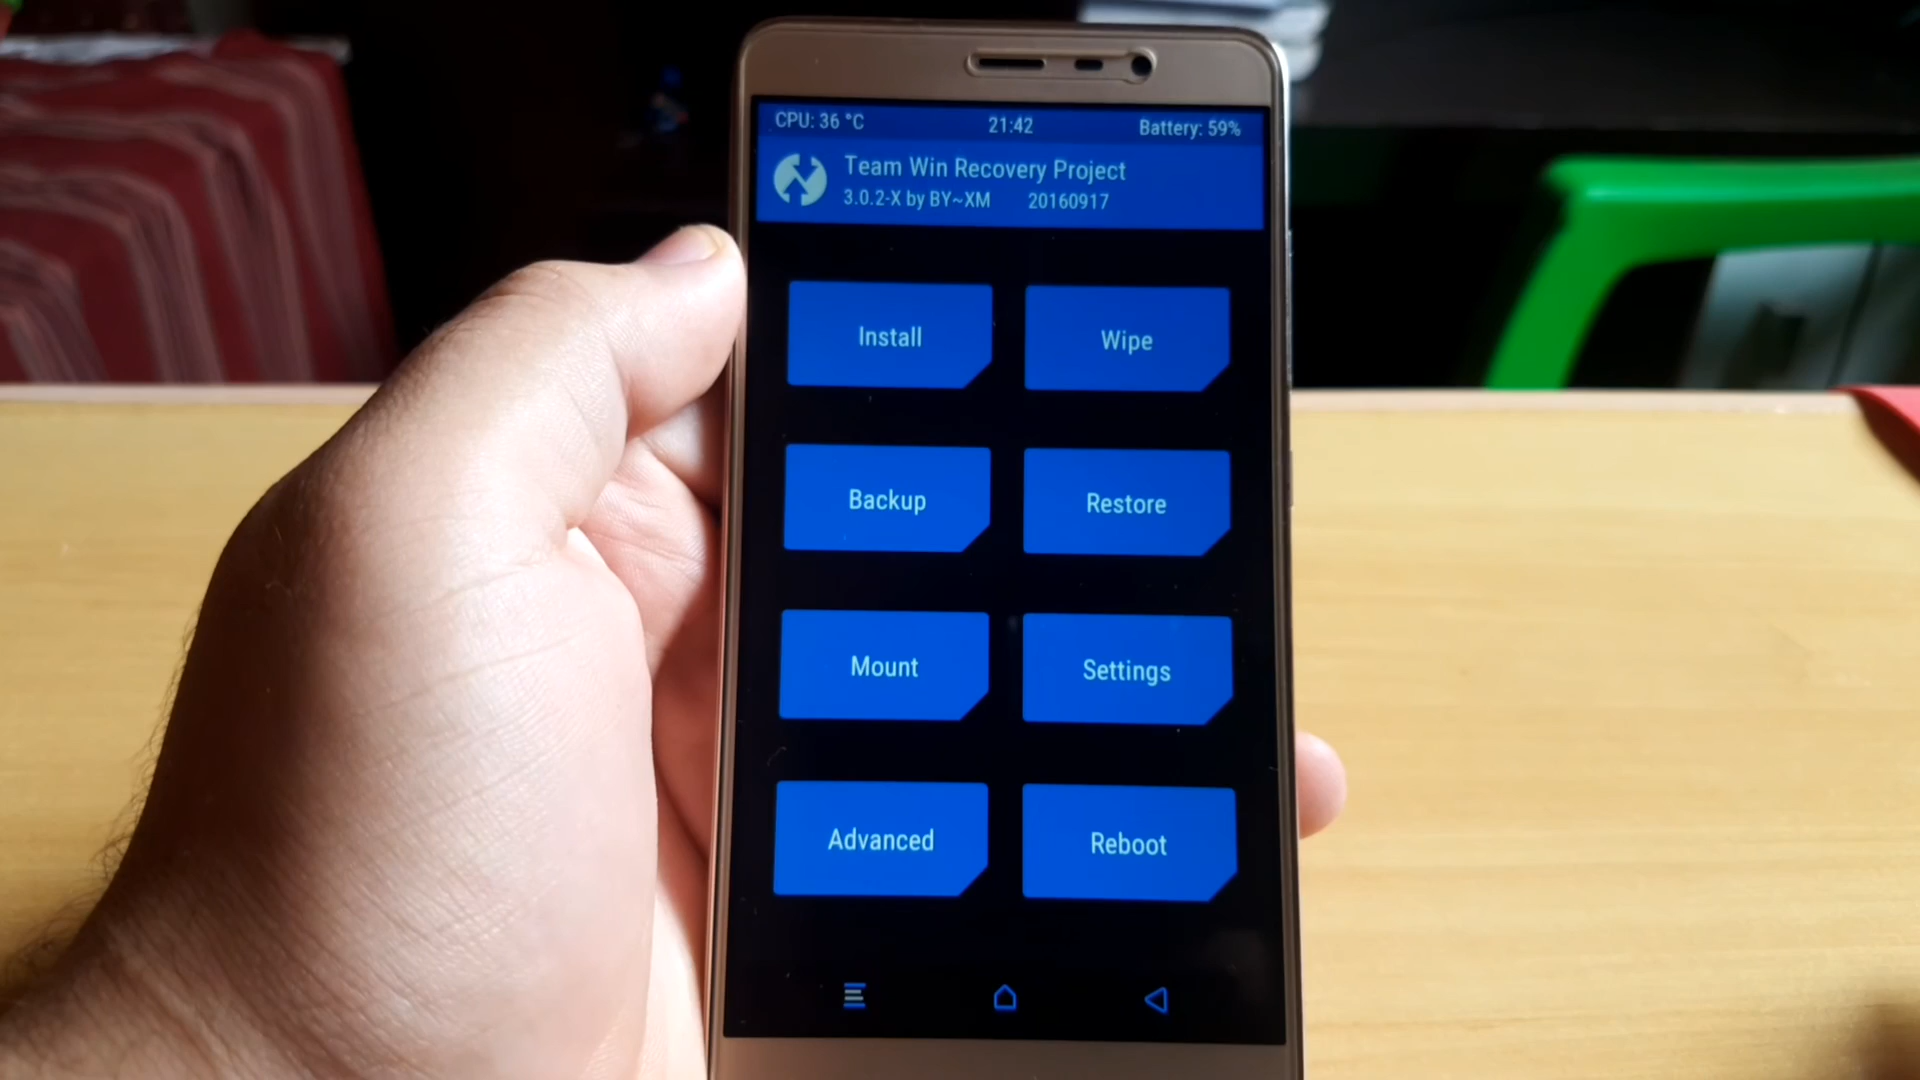 CPU: 36 °C 21:42 Battery: 59%
Team Win Recovery Project
3.0.2-X by BY~XM 20160917
Install Wipe
Backup Restore
Mount Settings
Advanced Reboot